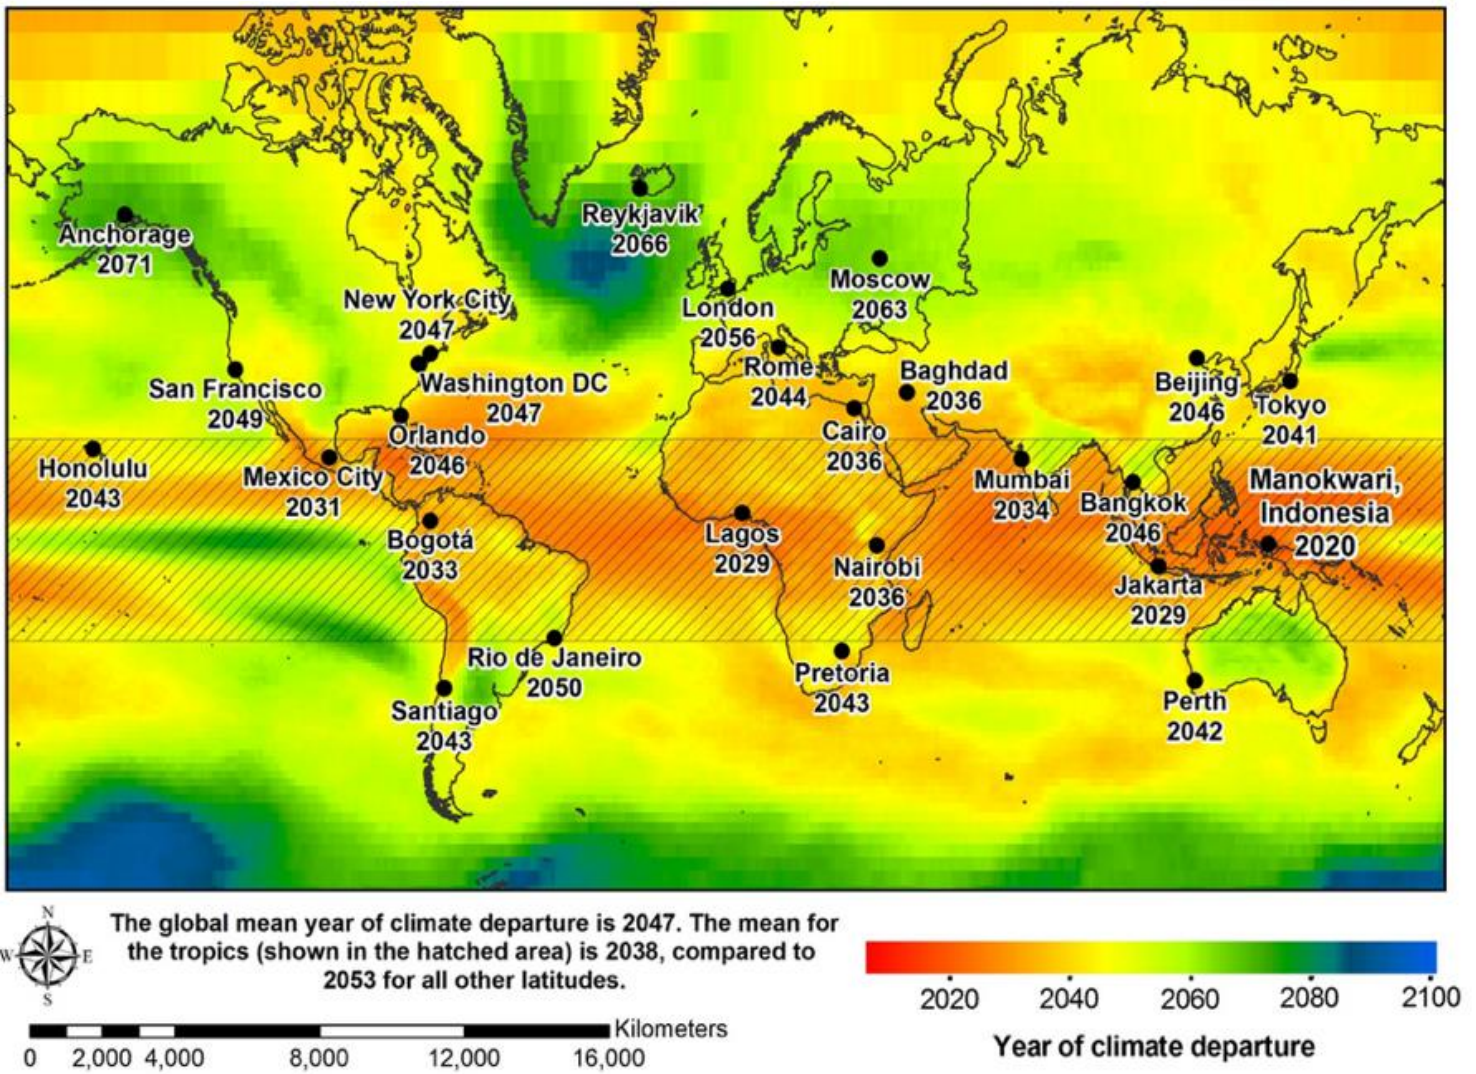 Reykjavik
2066
Anchorage
2071
Moscow
2063
New York City
2047
London
2056
Rome
2044
Baghdad
2036
San Francisco
2049
Washington DC
2047
Beijing
2046
Tokyo
2041
Orlando
2046
Cairo
2036
Honolulu
2043
Mexico City
2031
Mumbai
2034
Bangkok
2046
Manokwari,
Indonesia
2020
Bogotá
2033
Lagos
2029
Nairobi
2036
Jakarta
2029
Rio de Janeiro
2050
Pretoria
2043
Santiago
2043
Perth
2042
N
W
E
S
The global mean year of climate departure is 2047. The mean for
the tropics (shown in the hatched area) is 2038, compared to
2053 for all other latitudes.
Kilometers
0 2,000 4,000 8,000 12,000 16,000
2020 2040 2060 2080 2100
Year of climate departure